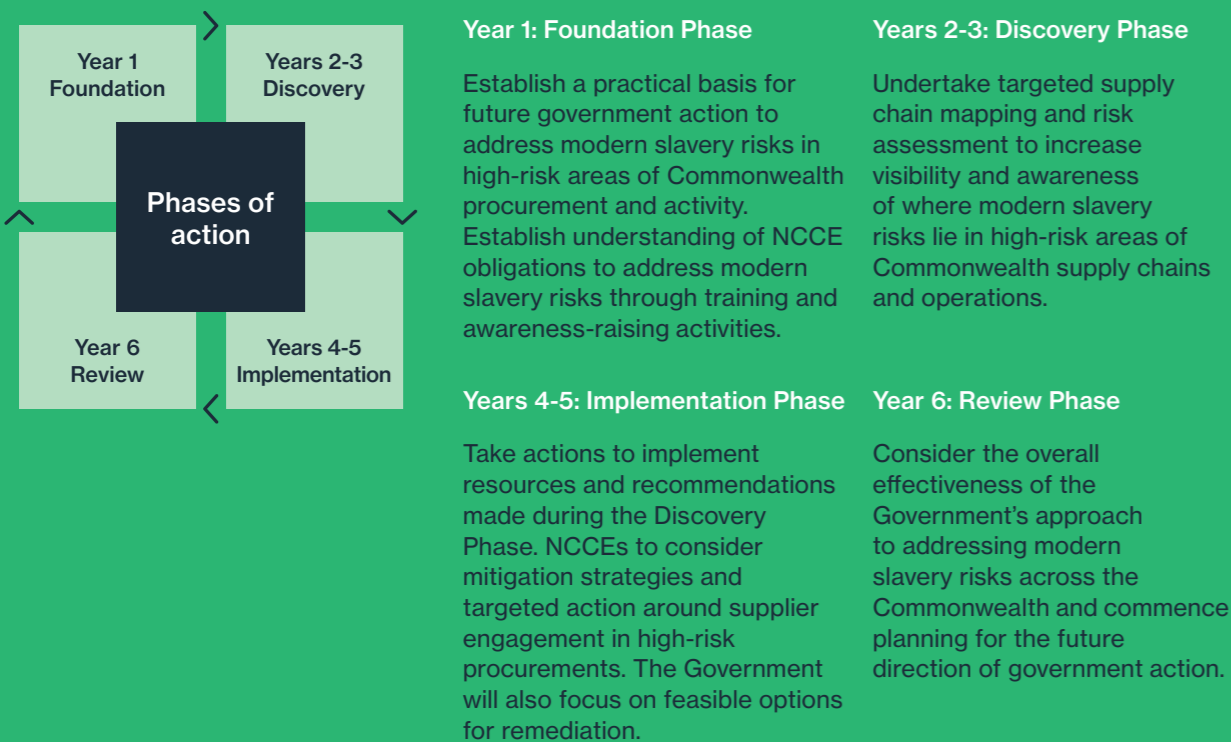 Year 1
Foundation
Years 2-3
Discovery
Phases of
action
Year 6
Review
Years 4-5
Implementation
Year 1: Foundation Phase
Establish a practical basis for
future government action to
address modern slavery risks in
high-risk areas of Commonwealth
procurement and activity.
Establish understanding of NCCE
obligations to address modern
slavery risks through training and
awareness-raising activities.
Years 2-3: Discovery Phase
Undertake targeted supply
chain mapping and risk
assessment to increase
visibility and awareness
of where modern slavery
risks lie in high-risk areas of
Commonwealth supply chains
and operations.
Years 4-5: Implementation Phase
Take actions to implement
resources and recommendations
made during the Discovery
Phase. NCCEs to consider
mitigation strategies and
targeted action around supplier
engagement in high-risk
procurements. The Government
will also focus on feasible options
for remediation.
Year 6: Review Phase
Consider the overall
effectiveness of the
Government’s approach
to addressing modern
slavery risks across the
Commonwealth and commence
planning for the future
direction of government action.